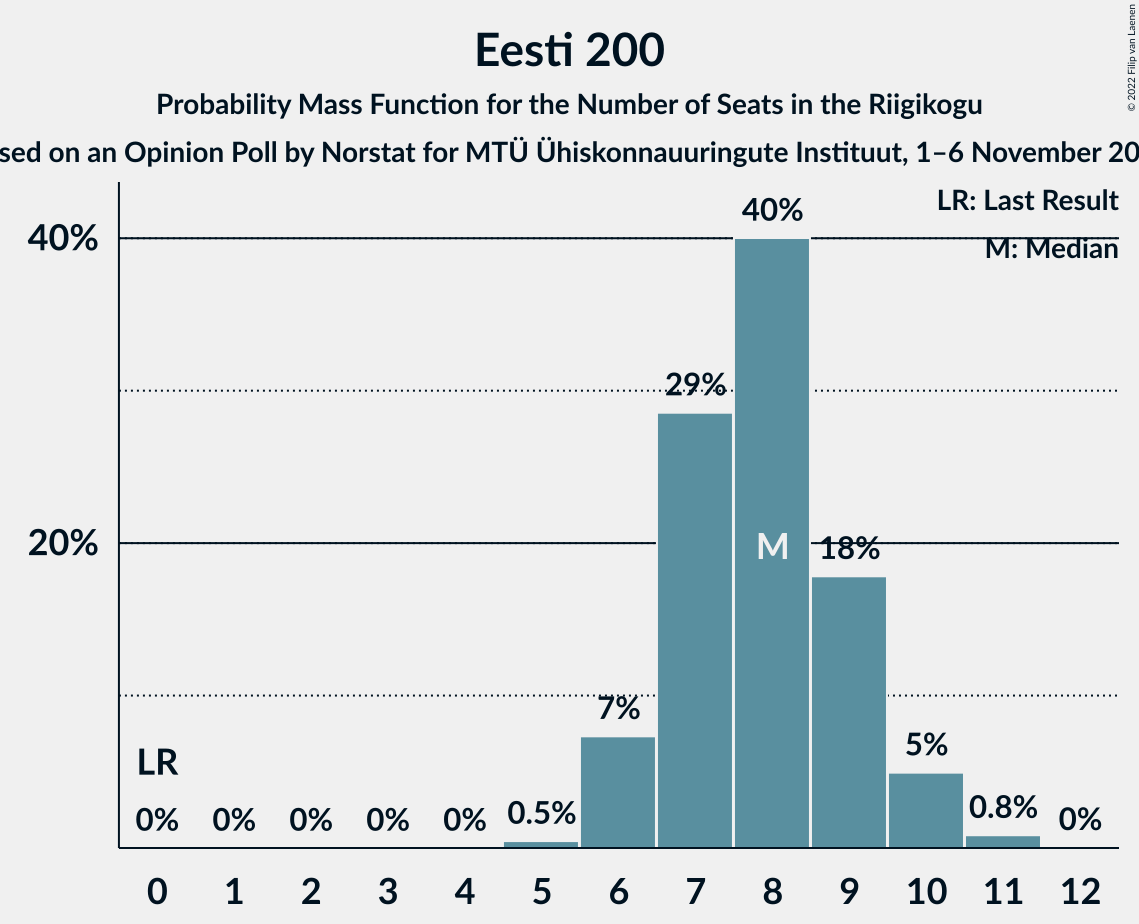 Eesti 200
Probability Mass Function for the Number of Seats in the Riigikogu
sed on an Opinion Poll by Norstat for MTÜ Ühiskonnauuringute Instituut, 1–6 November 20
© 2022 Filip van Laenen
LR: Last Result
M: Median
40%
20%
40%
29%
M
18%
7%
5%
LR
0%
0%
0%
0%
0%
0.5%
0.8%
0%
0 1 2 3 4 5 6 7 8 9 10 11 12